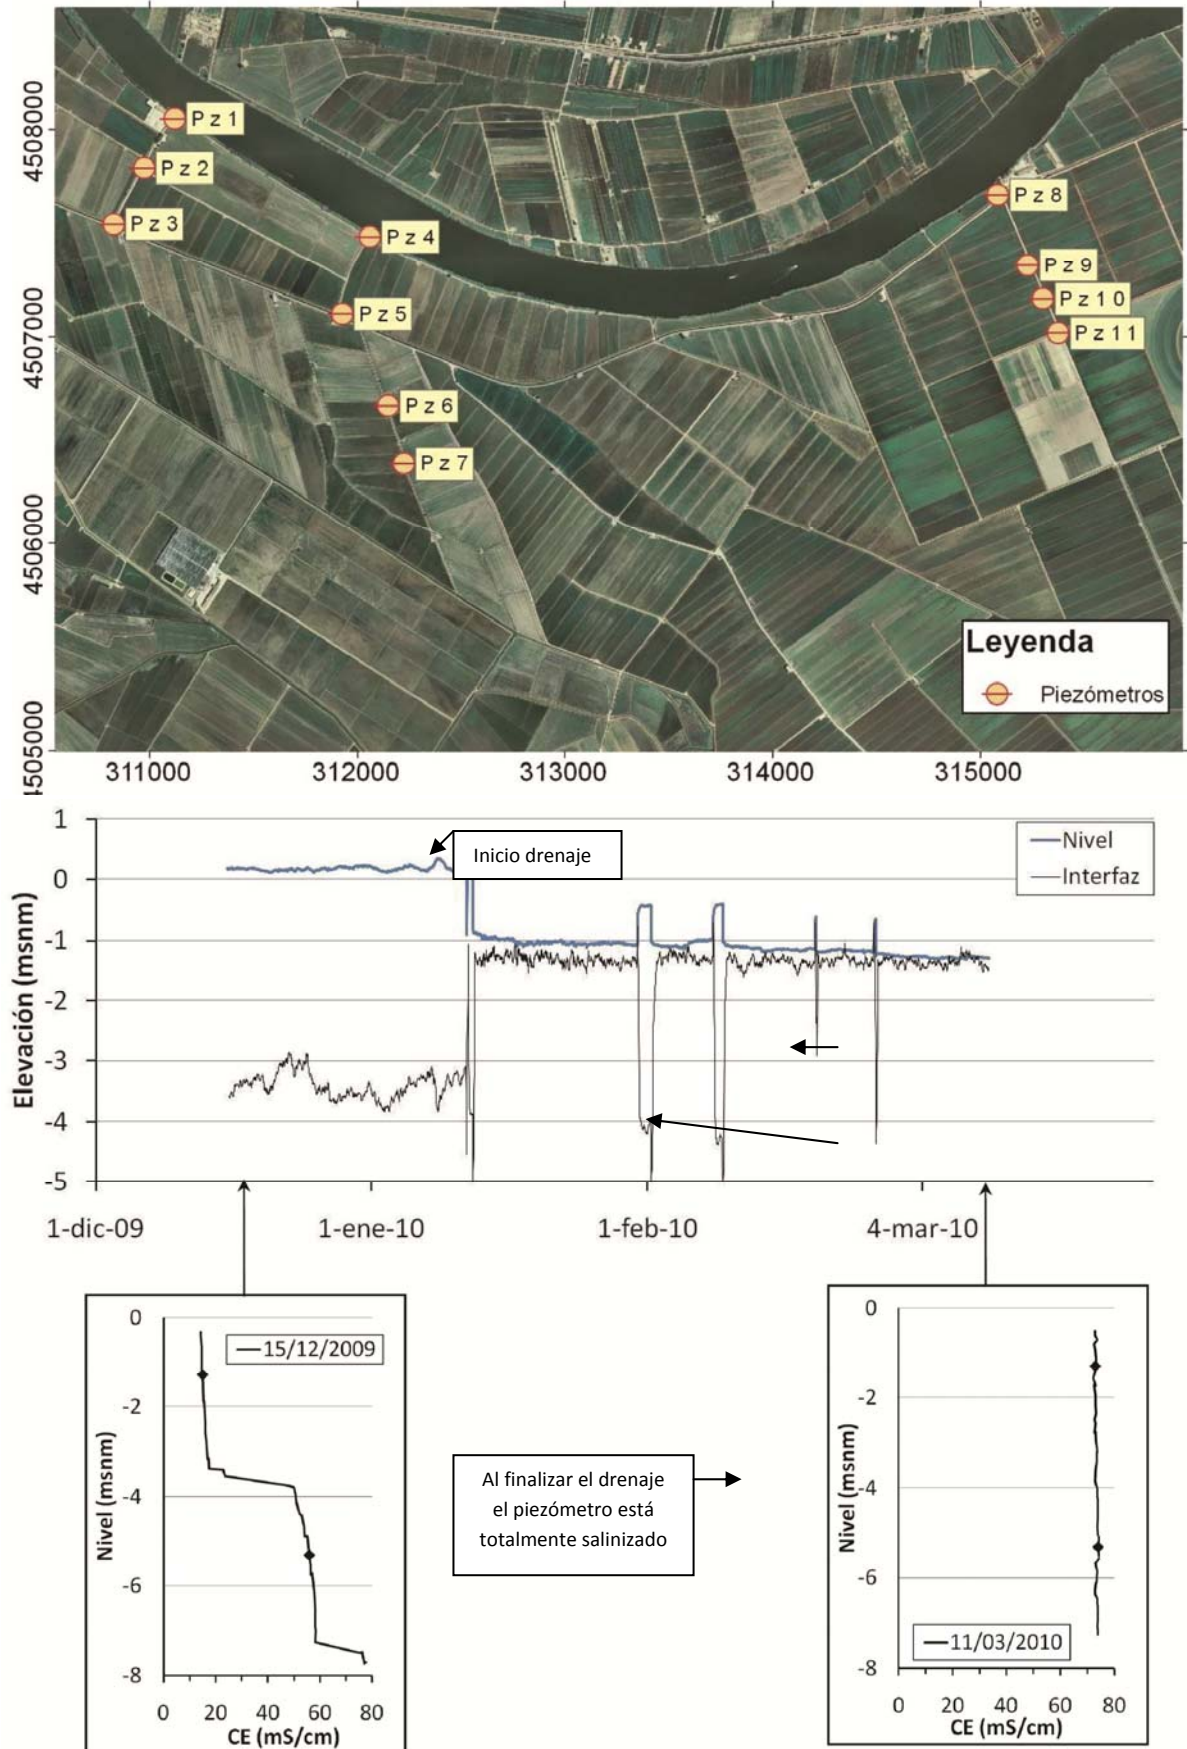 4508000
4507000
4506000
4505000
Pz 1
Pz 2
Pz 3
Pz 4
Pz 5
Pz 6
Pz 7
Pz 8
Pz 9
Pz 10
Pz 11
Leyenda
Piezómetros
311000 312000 313000 314000 315000
Elevación (msnm)
1
0
-1
-2
-3
-4
-5
Inicio drenaje
Nivel
Interfaz
1-dic-09 1-ene-10 1-feb-10 4-mar-10
Nivel (msnm)
0
-2
-4
-6
-8
15/12/2009
0 20 40 60 80
CE (mS/cm)
Al finalizar el drenaje
el piezómetro está
totalmente salinizado
Nivel (msnm)
0
-2
-4
-6
-8
11/03/2010
0 20 40 60 80
CE (mS/cm)